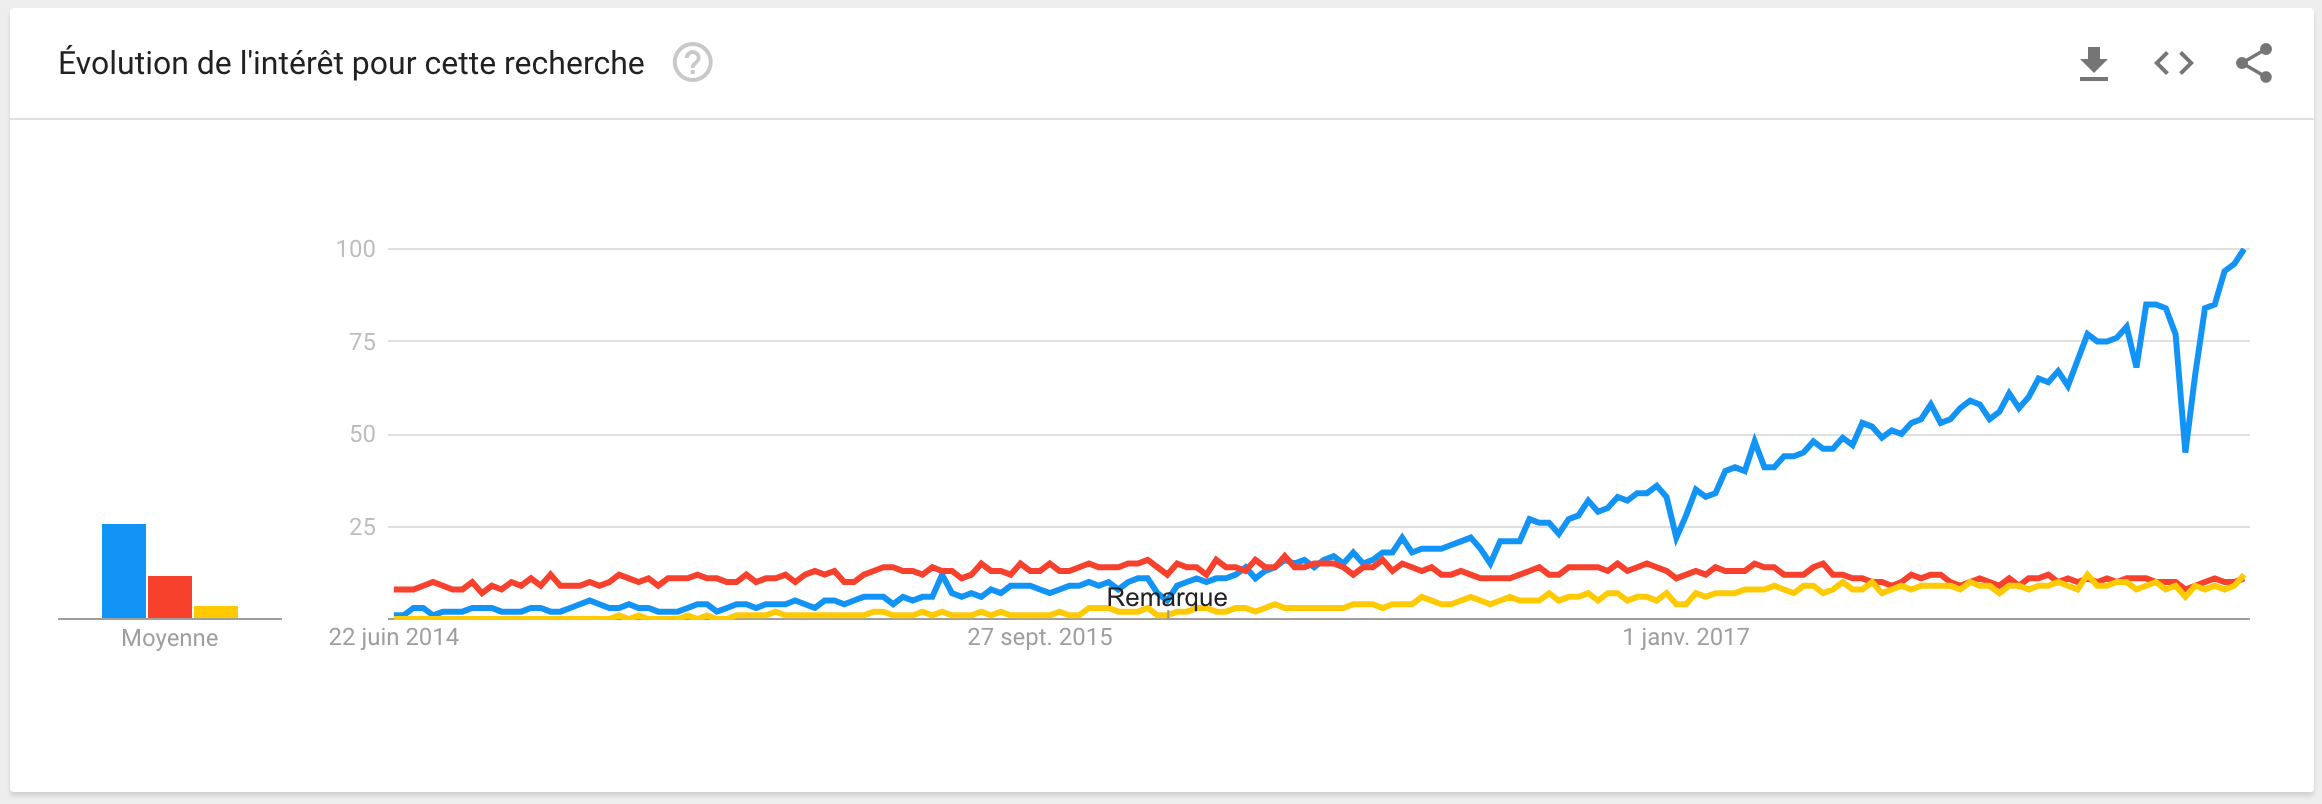 Évolution de l'intérêt pour cette recherche
?
100
75
50
25
Remarque
Moyenne
22 juin 2014
27 sept. 2015
1 janv. 2017